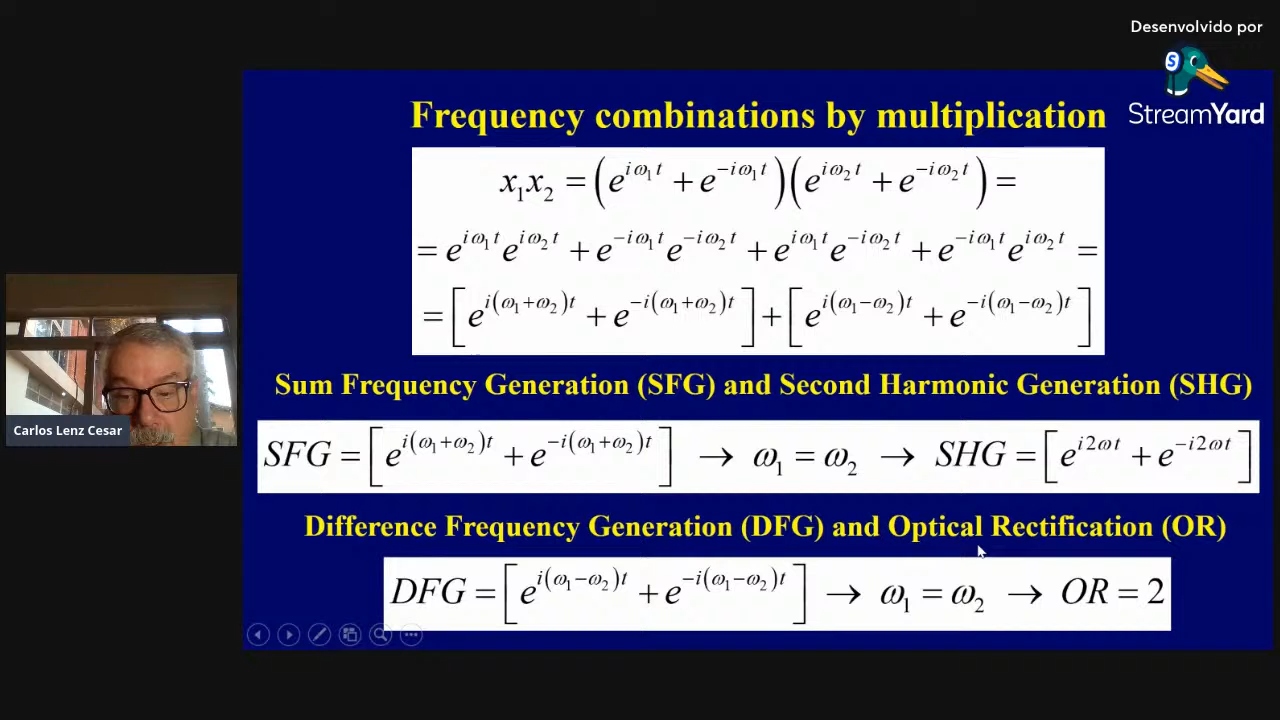 Desenvolvido por
StreamYard
Frequency combinations by multiplication
x₁x₂ = (e^{iω₁t} + e^{-iω₁t})(e^{iω₂t} + e^{-iω₂t}) =
= e^{iω₁t}e^{iω₂t} + e^{-iω₁t}e^{-iω₂t} + e^{iω₁t}e^{-iω₂t} + e^{-iω₁t}e^{iω₂t} =
= [e^{i(ω₁+ω₂)t} + e^{-i(ω₁+ω₂)t}] + [e^{i(ω₁-ω₂)t} + e^{-i(ω₁-ω₂)t}]
Sum Frequency Generation (SFG) and Second Harmonic Generation (SHG)
SFG = [e^{i(ω₁+ω₂)t} + e^{-i(ω₁+ω₂)t}] → ω₁ = ω₂ → SHG = [e^{i2ωt} + e^{-i2ωt}]
Difference Frequency Generation (DFG) and Optical Rectification (OR)
DFG = [e^{i(ω₁-ω₂)t} + e^{-i(ω₁-ω₂)t}] → ω₁ = ω₂ → OR = 2
Carlos Lenz Cesar